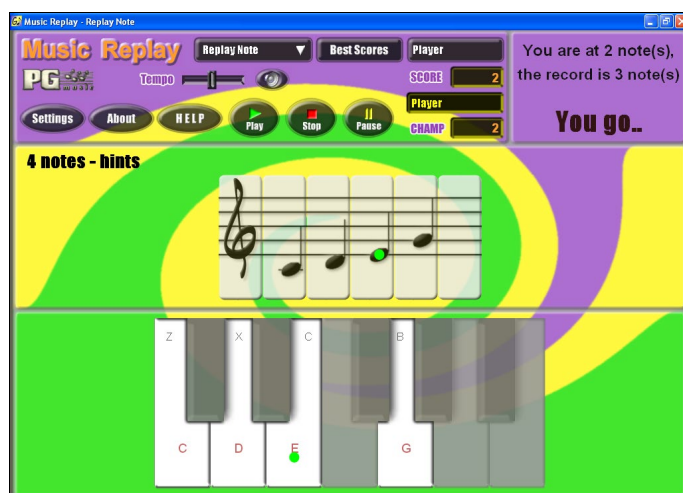 Music Replay - Replay Note
Music Replay
Replay Note
Best Scores
Player
You are at 2 note(s),
the record is 3 note(s)
PG music
Tempo
SCORE 2
Player
Settings
About
HELP
Play
Stop
Pause
CHAMP 2
You go..
4 notes - hints
Z X C B
C D E G